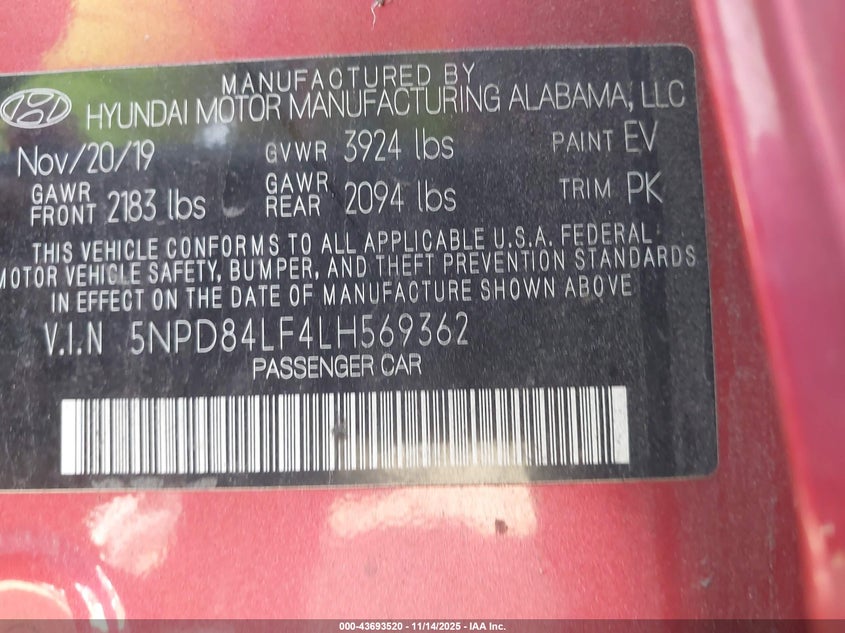 MANUFACTURED BY
HYUNDAI MOTOR MANUFACTURING ALABAMA, LLC
Nov/20/19 GVWR 3924 lbs PAINT EV
GAWR FRONT 2183 lbs GAWR REAR 2094 lbs TRIM PK
THIS VEHICLE CONFORMS TO ALL APPLICABLE U.S.A. FEDERAL
MOTOR VEHICLE SAFETY, BUMPER, AND THEFT PREVENTION STANDARDS
IN EFFECT ON THE DATE OF MANUFACTURE SHOWN ABOVE.
V.I.N 5NPD84LF4LH569362
PASSENGER CAR
000-43693520 - 11/14/2025 - IAA Inc.